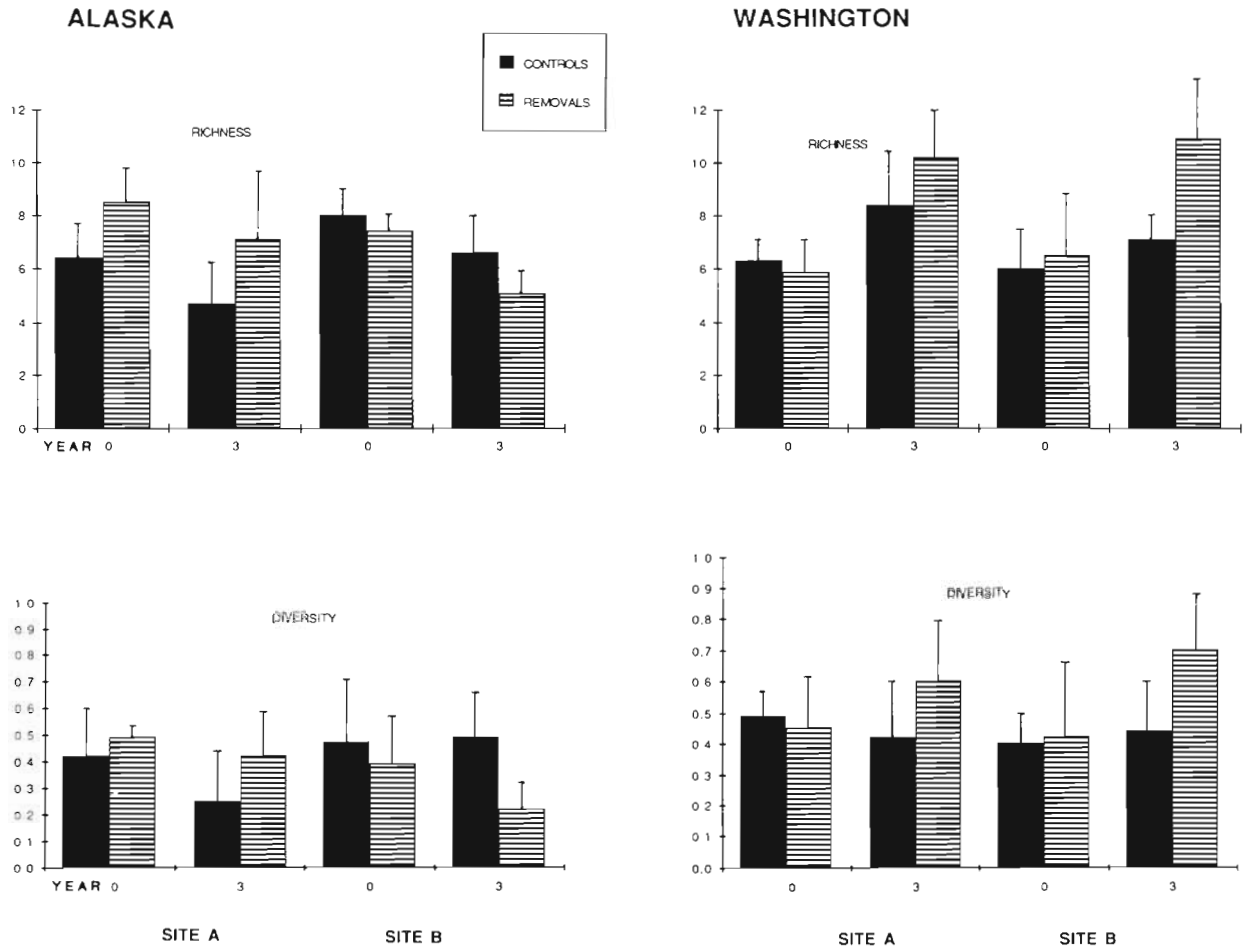 ALASKA
WASHINGTON
CONTROLS
REMOVALS
RICHNESS
12
10
8
6
4
2
0
YEAR 0 3 0 3
RICHNESS
12
10
8
6
4
2
0
0 3 0 3
DIVERSITY
1 0
0 9
0 8
0 7
0 6
0 5
0 4
0 3
0 2
0 1
0 0
YEAR 0 3 0 3
SITE A SITE B
DIVERSITY
1 0
0 9
0.8
0.7
0.6
0.5
0.4
0.3
0.2
0.1
0.0
0 3 0 3
SITE A SITE B